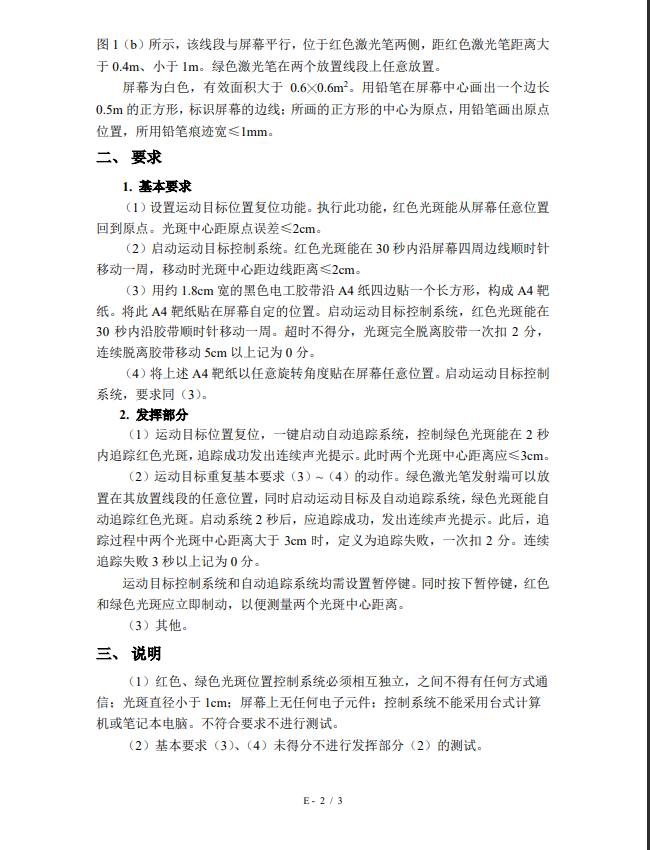 图 1（b）所示，该线段与屏幕平行，位于红色激光笔两侧，距红色激光笔距离大
于 0.4m、小于 1m。绿色激光笔在两个放置线段上任意放置。
屏幕为白色，有效面积大于 0.6╳0.6m²。用铅笔在屏幕中心画出一个边长
0.5m 的正方形，标识屏幕的边线；所画的正方形的中心为原点，用铅笔画出原点
位置，所用铅笔痕迹宽≤1mm。
二、 要求
1. 基本要求
（1）设置运动目标位置复位功能。执行此功能，红色光斑能从屏幕任意位置
回到原点。光斑中心距原点误差≤2cm。
（2）启动运动目标控制系统。红色光斑能在 30 秒内沿屏幕四周边线顺时针
移动一周，移动时光斑中心距边线距离≤2cm。
（3）用约 1.8cm 宽的黑色电工胶带沿 A4 纸四边贴一个长方形，构成 A4 靶
纸。将此 A4 靶纸贴在屏幕自定的位置。启动运动目标控制系统，红色光斑能在
30 秒内沿胶带顺时针移动一周。超时不得分，光斑完全脱离胶带一次扣 2 分，
连续脱离胶带移动 5cm 以上记为 0 分。
（4）将上述 A4 靶纸以任意旋转角度贴在屏幕任意位置。启动运动目标控制
系统，要求同（3）。
2. 发挥部分
（1）运动目标位置复位，一键启动自动追踪系统，控制绿色光斑能在 2 秒
内追踪红色光斑，追踪成功发出连续声光提示。此时两个光斑中心距离应≤3cm。
（2）运动目标重复基本要求（3）~（4）的动作。绿色激光笔发射端可以放
置在其放置线段的任意位置，同时启动运动目标及自动追踪系统，绿色光斑能自
动追踪红色光斑。启动系统 2 秒后，应追踪成功，发出连续声光提示。此后，追
踪过程中两个光斑中心距离大于 3cm 时，定义为追踪失败，一次扣 2 分。连续
追踪失败 3 秒以上记为 0 分。
运动目标控制系统和自动追踪系统均需设置暂停键。同时按下暂停键，红色
和绿色光斑应立即制动，以便测量两个光斑中心距离。
（3）其他。
三、 说明
（1）红色、绿色光斑位置控制系统必须相互独立，之间不得有任何方式通
信；光斑直径小于 1cm；屏幕上无任何电子元件；控制系统不能采用台式计算
机或笔记本电脑。不符合要求不进行测试。
（2）基本要求（3）、（4）未得分不进行发挥部分（2）的测试。
E - 2 / 3